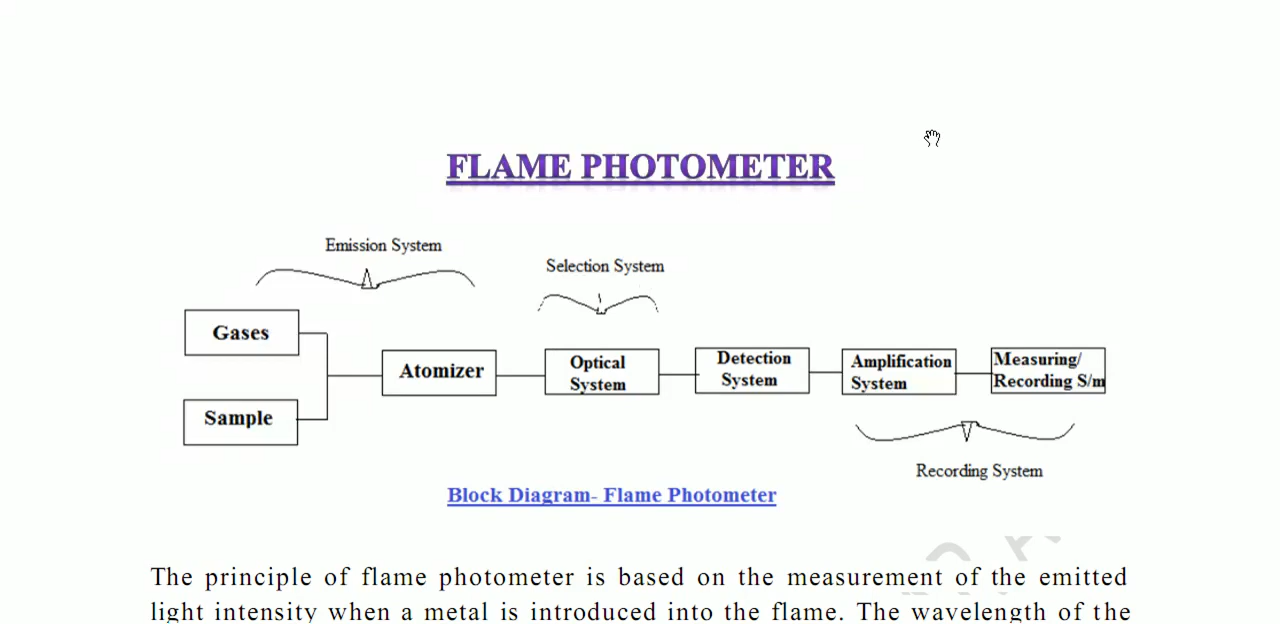 FLAME PHOTOMETER
Emission System
Selection System
Gases
Sample
Atomizer
Optical
System
Detection
System
Amplification
System
Measuring/
Recording S/m
Recording System
Block Diagram- Flame Photometer
The principle of flame photometer is based on the measurement of the emitted
light intensity when a metal is introduced into the flame. The wavelength of the